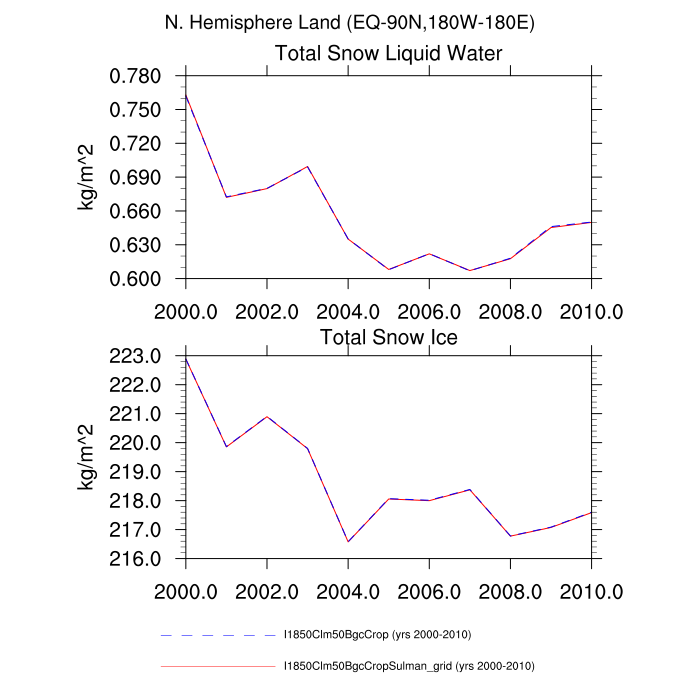 N. Hemisphere Land (EQ-90N,180W-180E)
Total Snow Liquid Water
0.780
0.750
0.720
0.690
0.660
0.630
0.600
kg/m^2
2000.0 2002.0 2004.0 2006.0 2008.0 2010.0
Total Snow Ice
223.0
222.0
221.0
220.0
219.0
218.0
217.0
216.0
kg/m^2
2000.0 2002.0 2004.0 2006.0 2008.0 2010.0
I1850Clm50BgcCrop (yrs 2000-2010)
I1850Clm50BgcCropSulman_grid (yrs 2000-2010)